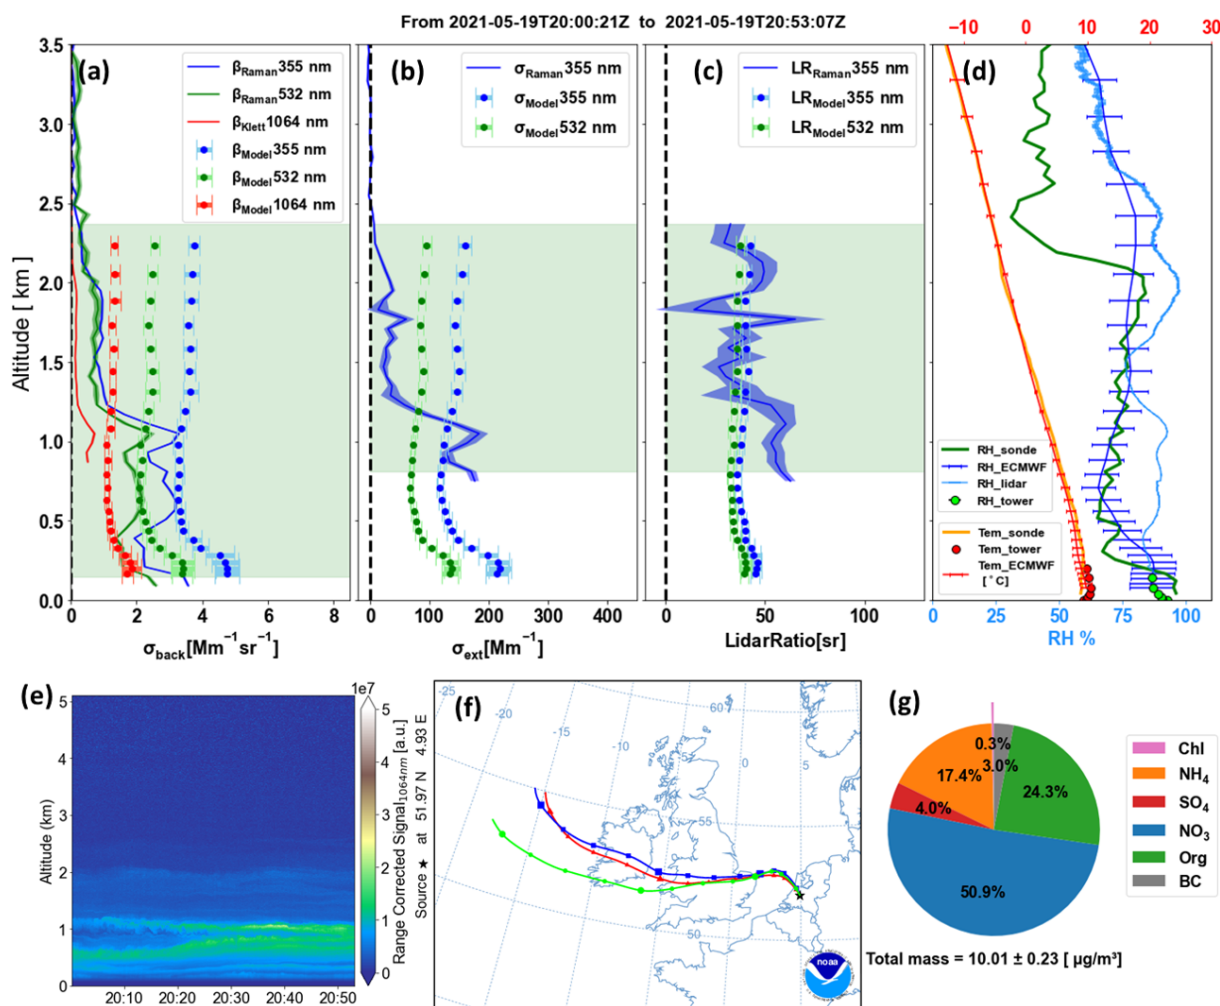 From 2021-05-19T20:00:21Z to 2021-05-19T20:53:07Z
(a)
3.5
3.0
2.5
2.0
1.5
1.0
0.5
0.0
Altitude [ km]
0 2 4 6 8
σback[Mm⁻¹sr⁻¹]
βRaman355 nm
βRaman532 nm
βKlett1064 nm
βModel355 nm
βModel532 nm
βModel1064 nm
(b)
σRaman355 nm
σModel355 nm
σModel532 nm
0 100 200 300 400
σext[Mm⁻¹]
(c)
LRRaman355 nm
LRModel355 nm
LRModel532 nm
0 50 100
LidarRatio[sr]
−10 0 10 20 30
(d)
RH_sonde
RH_ECMWF
RH_lidar
RH_tower
Tem_sonde
Tem_tower
Tem_ECMWF
[°C]
0 25 50 75 100
RH %
(e)
5
4
3
2
1
0
Altitude (km)
20:10 20:20 20:30 20:40 20:50
1e7
5
4
3
2
1
0
Range Corrected Signal1064nm [a.u.]
Source ★ at 51.97 N 4.93 E
(f)
-25
-20
-15
-10
-5
0
5
60
55
50
noaa
(g)
0.3%
3.0%
17.4%
24.3%
4.0%
50.9%
Chl
NH₄
SO₄
NO₃
Org
BC
Total mass = 10.01 ± 0.23 [ µg/m³]